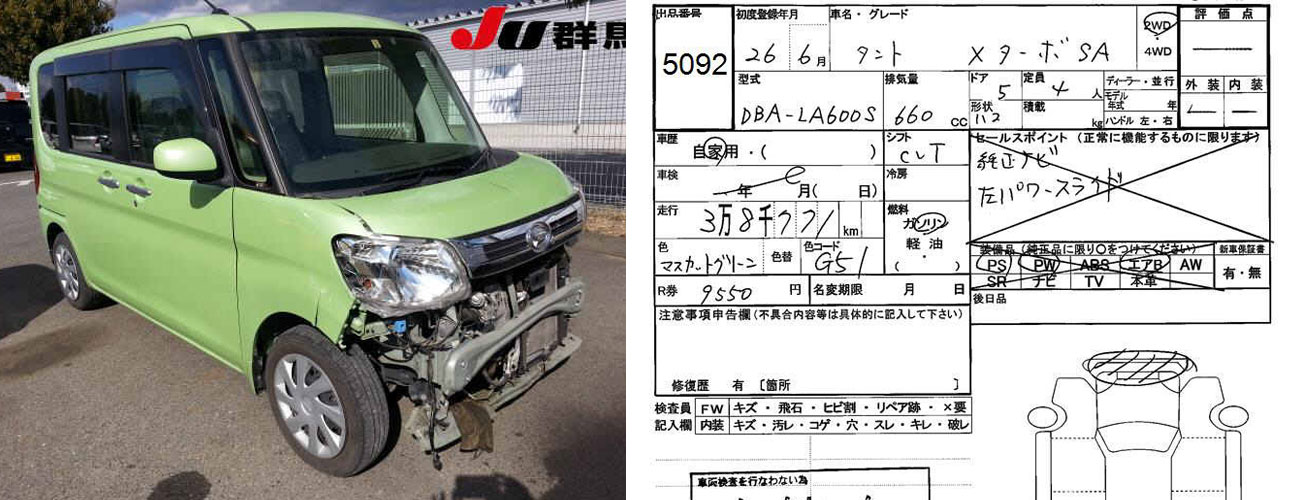 JU 群馬
出品番号 初度登録年月 車名・グレード 評価点
5092 26年 6月 タント XターボSA 2WD・4WD
型式 排気量 ドア 定員 ディーラー・並行 外装 内装
DBA-LA600S 660 CC 5 4人 モデル年式 年
形状 積載 kg ハンドル 左・右
車歴 自家用・( ) シフト CVT
セールスポイント (正常に機能するものに限ります)
純正ナビ
左パワースライド
車検 年 月( 日) 冷房
走行 3万8千771 km 燃料 ガソリン 軽油 ( )
色 マスカットグリーン 色替 色コード G51
装備品 (純正品に限り〇をつけてください) 新車保証書
PS PW ABS エアB AW 有・無
SR ナビ TV 本革
R券 9550 円 名変期限 月 日 後日品
注意事項申告欄(不具合内容等は具体的に記入して下さい)
修復歴 有 [箇所 ]
検査員 FW キズ・飛石・ヒビ割・リペア跡・×要
記入欄 内装 キズ・汚レ・コゲ・穴・スレ・キレ・破レ
車両検査を行なわない為